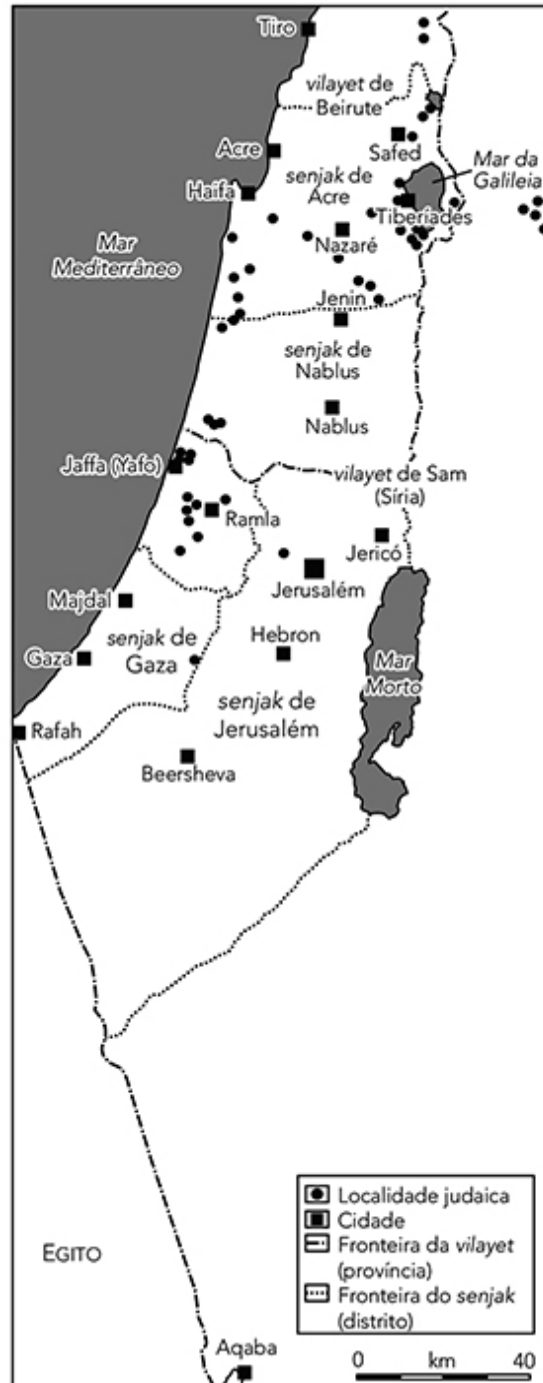 Tiro
vilayet de
Beirute
Acre
Safed
Haifa
senjak de
Acre
Mar da
Galileia
Tiberíades
Nazaré
Mar
Mediterrâneo
Jenin
senjak de
Nablus
Nablus
Jaffa (Yafo)
vilayet de Sam
(Síria)
Ramla
Jericó
Jerusalém
Majdal
senjak de
Gaza
Hebron
Gaza
Mar
Morto
senjak de
Jerusalém
Rafah
Beersheva
Localidade judaica
Cidade
Fronteira da vilayet
(província)
Fronteira do senjak
(distrito)
EGITO
Aqaba
0 km 40